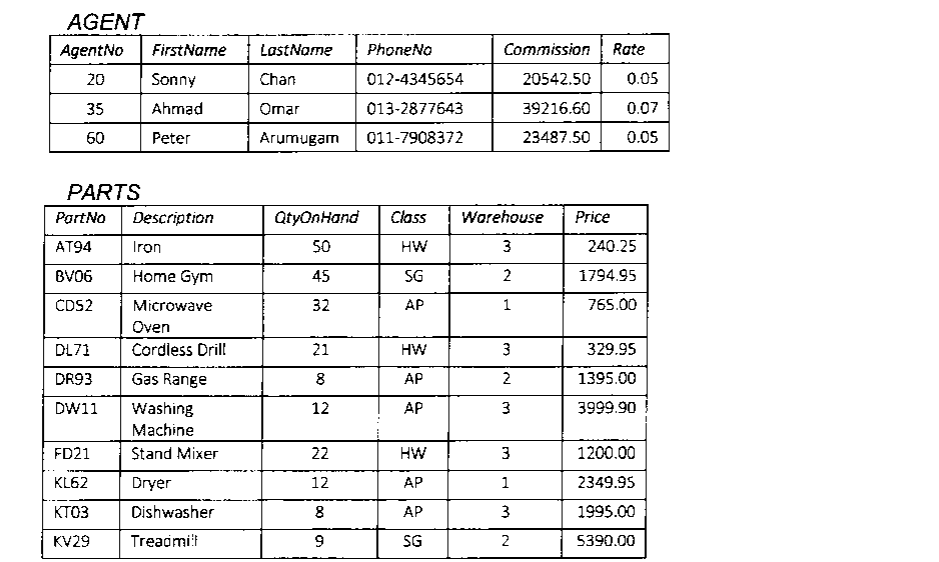 AGENT
AgentNo FirstName LastName PhoneNo Commission Rate
20 Sonny Chan 012-4345654 20542.50 0.05
35 Ahmad Omar 013-2877643 39216.60 0.07
60 Peter Arumugam 011-7908372 23487.50 0.05
PARTS
PartNo Description QtyOnHand Class Warehouse Price
AT94 Iron 50 HW 3 240.25
BV06 Home Gym 45 SG 2 1794.95
CD52 Microwave 32 AP 1 765.00
Oven
DL71 Cordless Drill 21 HW 3 329.95
DR93 Gas Range 8 AP 2 1395.00
DW11 Washing 12 AP 3 3999.90
Machine
FD21 Stand Mixer 22 HW 3 1200.00
KL62 Dryer 12 AP 1 2349.95
KT03 Dishwasher 8 AP 3 1995.00
KV29 Treadmill 9 SG 2 5390.00